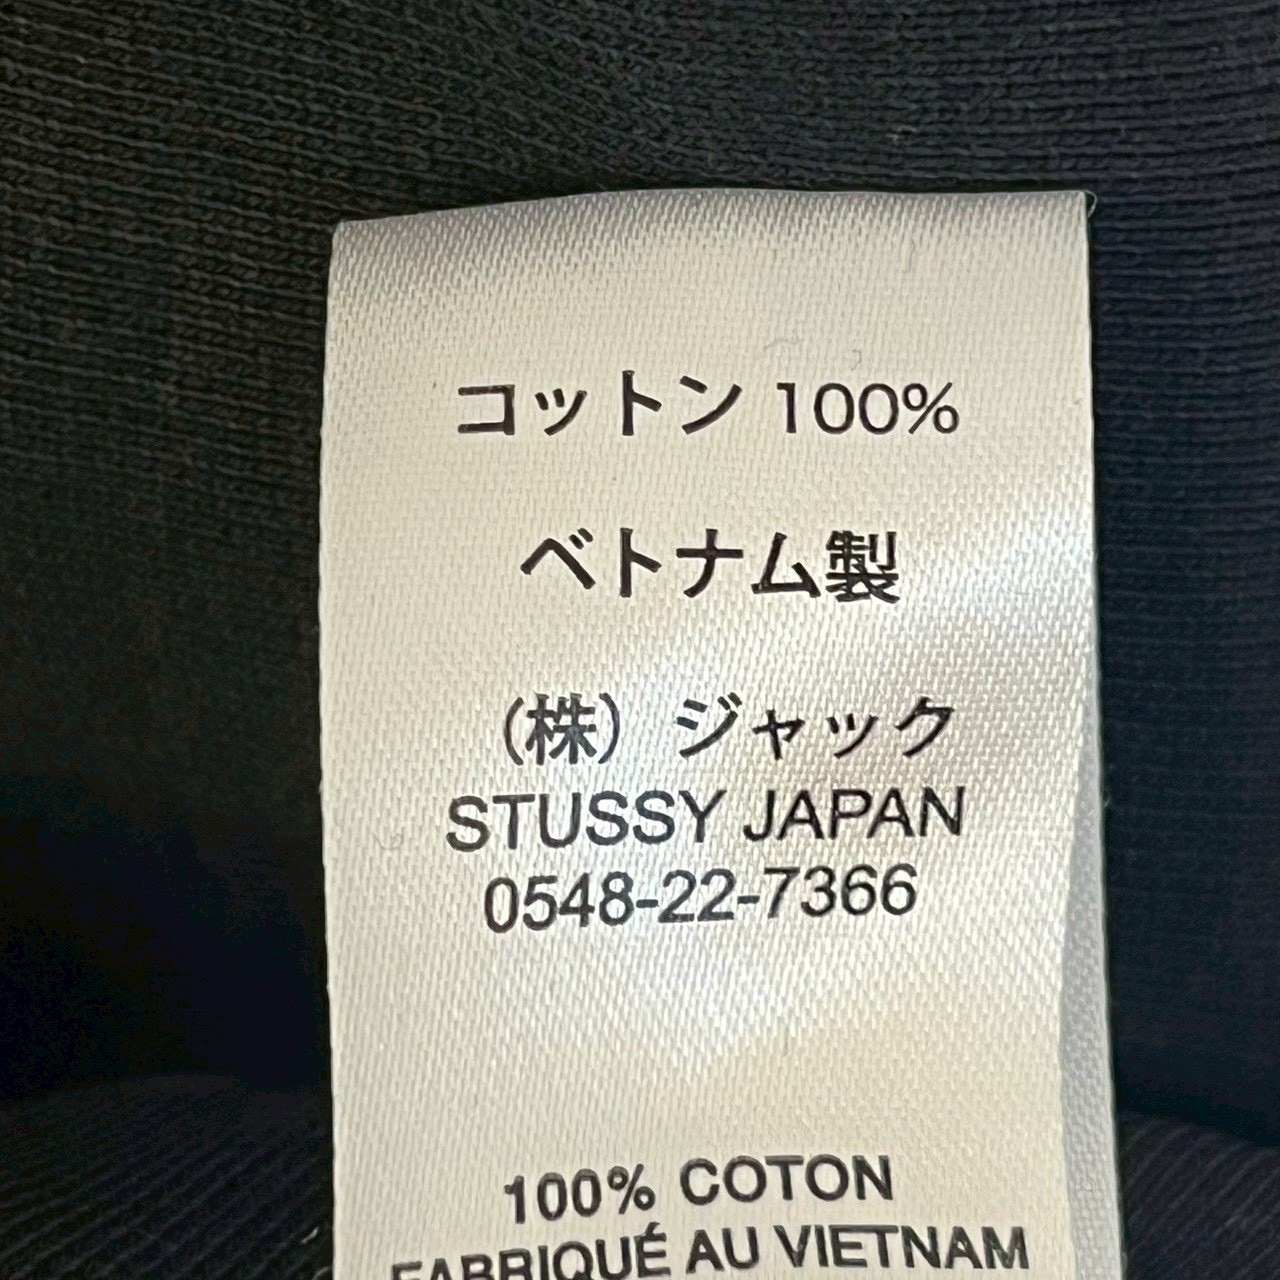 コットン 100%
ベトナム製
(株) ジャック
STUSSY JAPAN
0548-22-7366
100% COTON
FABRIQUÉ AU VIETNAM